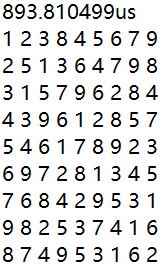 893.810499us
1 2 3 8 4 5 6 7 9
2 5 1 3 6 4 7 9 8
3 1 5 7 9 6 2 8 4
4 3 9 6 1 2 8 5 7
5 4 6 1 7 8 9 2 3
6 9 7 2 8 1 3 4 5
7 6 8 4 2 9 5 3 1
9 8 2 5 3 7 4 1 6
8 7 4 9 5 3 1 6 2